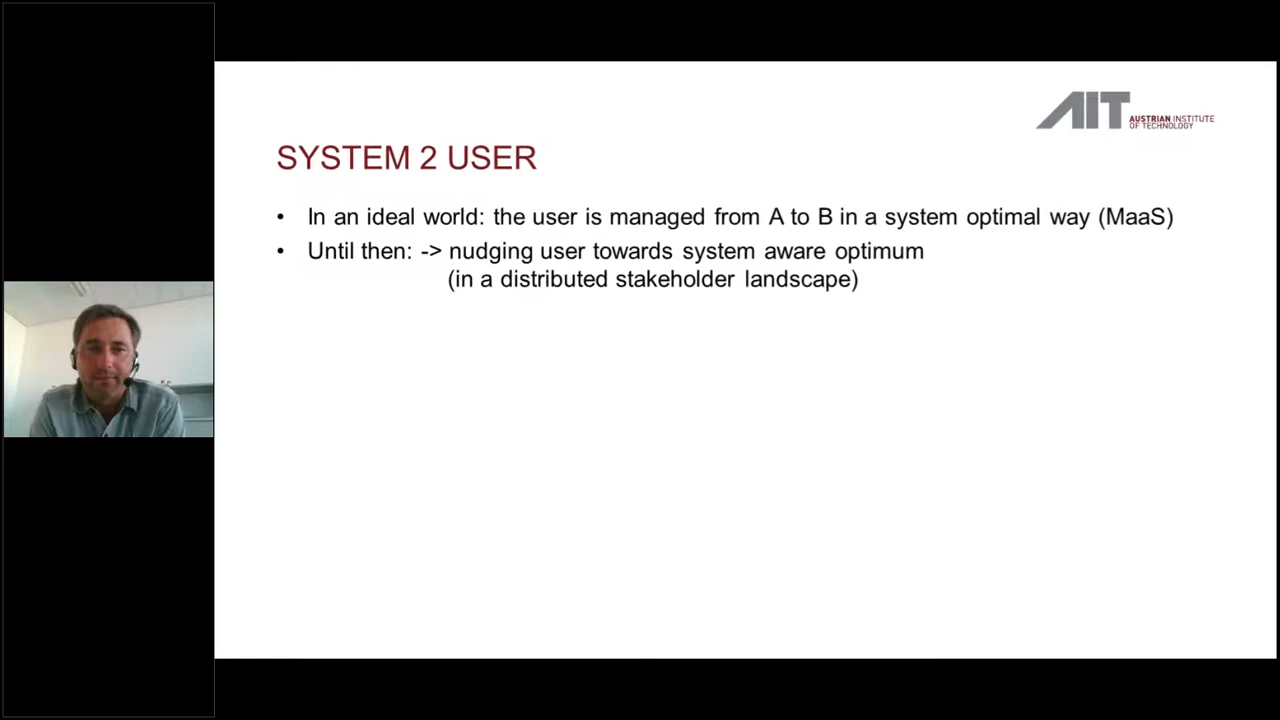 AIT AUSTRIAN INSTITUTE
OF TECHNOLOGY
SYSTEM 2 USER
• In an ideal world: the user is managed from A to B in a system optimal way (MaaS)
• Until then: -> nudging user towards system aware optimum
(in a distributed stakeholder landscape)